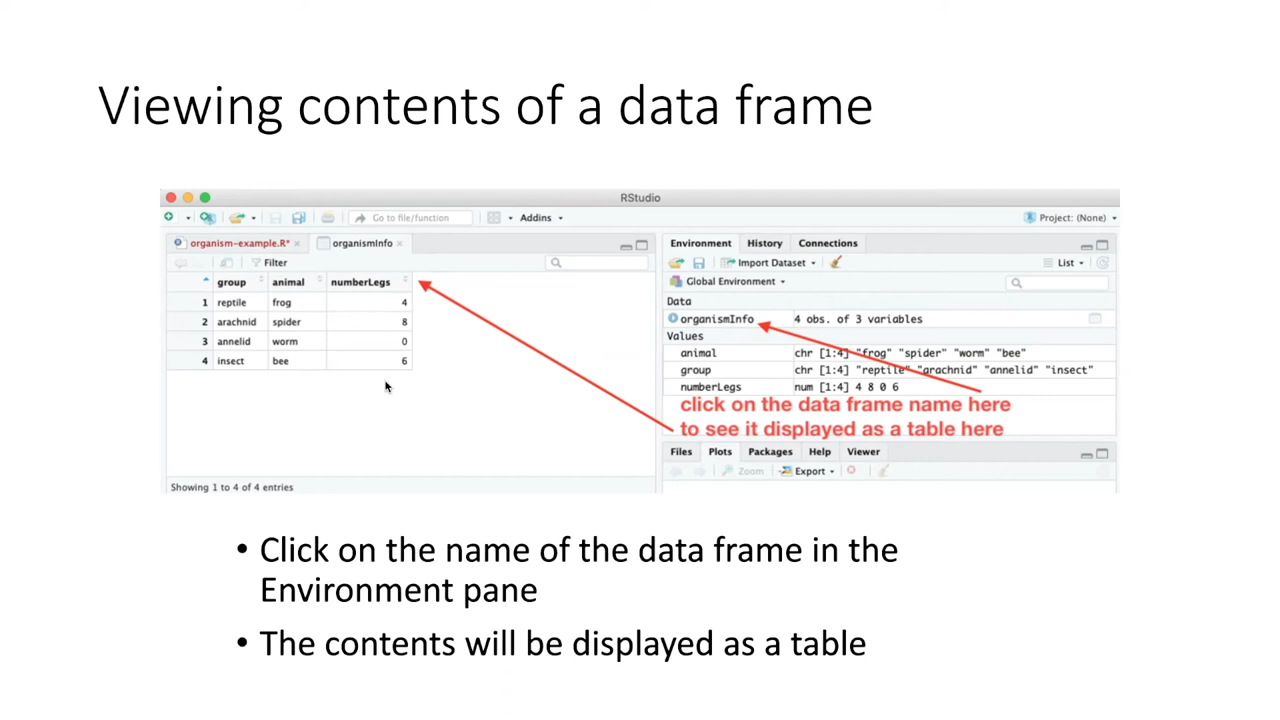 Viewing contents of a data frame
RStudio
Go to file/function
Addins
Project: (None)
organism-example.R*
organismInfo
Filter
group animal numberLegs
1 reptile frog 4
2 arachnid spider 8
3 annelid worm 0
4 insect bee 6
Showing 1 to 4 of 4 entries
Environment History Connections
Import Dataset
List
Global Environment
Data
organismInfo 4 obs. of 3 variables
Values
animal chr [1:4] "frog" "spider" "worm" "bee"
group chr [1:4] "reptile" "arachnid" "annelid" "insect"
numberLegs num [1:4] 4 8 0 6
click on the data frame name here
to see it displayed as a table here
Files Plots Packages Help Viewer
Zoom Export
• Click on the name of the data frame in the
Environment pane
• The contents will be displayed as a table